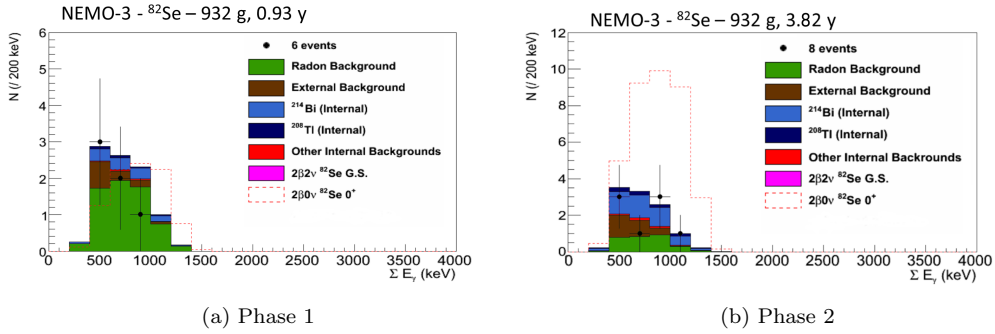 NEMO-3 - ⁸²Se – 932 g, 0.93 y
N (/ 200 keV)
6
5
4
3
2
1
0
0 500 1000 1500 2000 2500 3000 3500 4000
Σ Eγ (keV)
6 events
Radon Background
External Background
²¹⁴Bi (Internal)
²⁰⁸Tl (Internal)
Other Internal Backgrounds
2β2ν ⁸²Se G.S.
2β0ν ⁸²Se 0⁺
(a) Phase 1
NEMO-3 - ⁸²Se – 932 g, 3.82 y
N (/ 200 keV)
12
10
8
6
4
2
0
0 500 1000 1500 2000 2500 3000 3500 4000
Σ Eγ (keV)
8 events
Radon Background
External Background
²¹⁴Bi (Internal)
²⁰⁸Tl (Internal)
Other Internal Backrounds
2β2ν ⁸²Se G.S.
2β0ν ⁸²Se 0⁺
(b) Phase 2